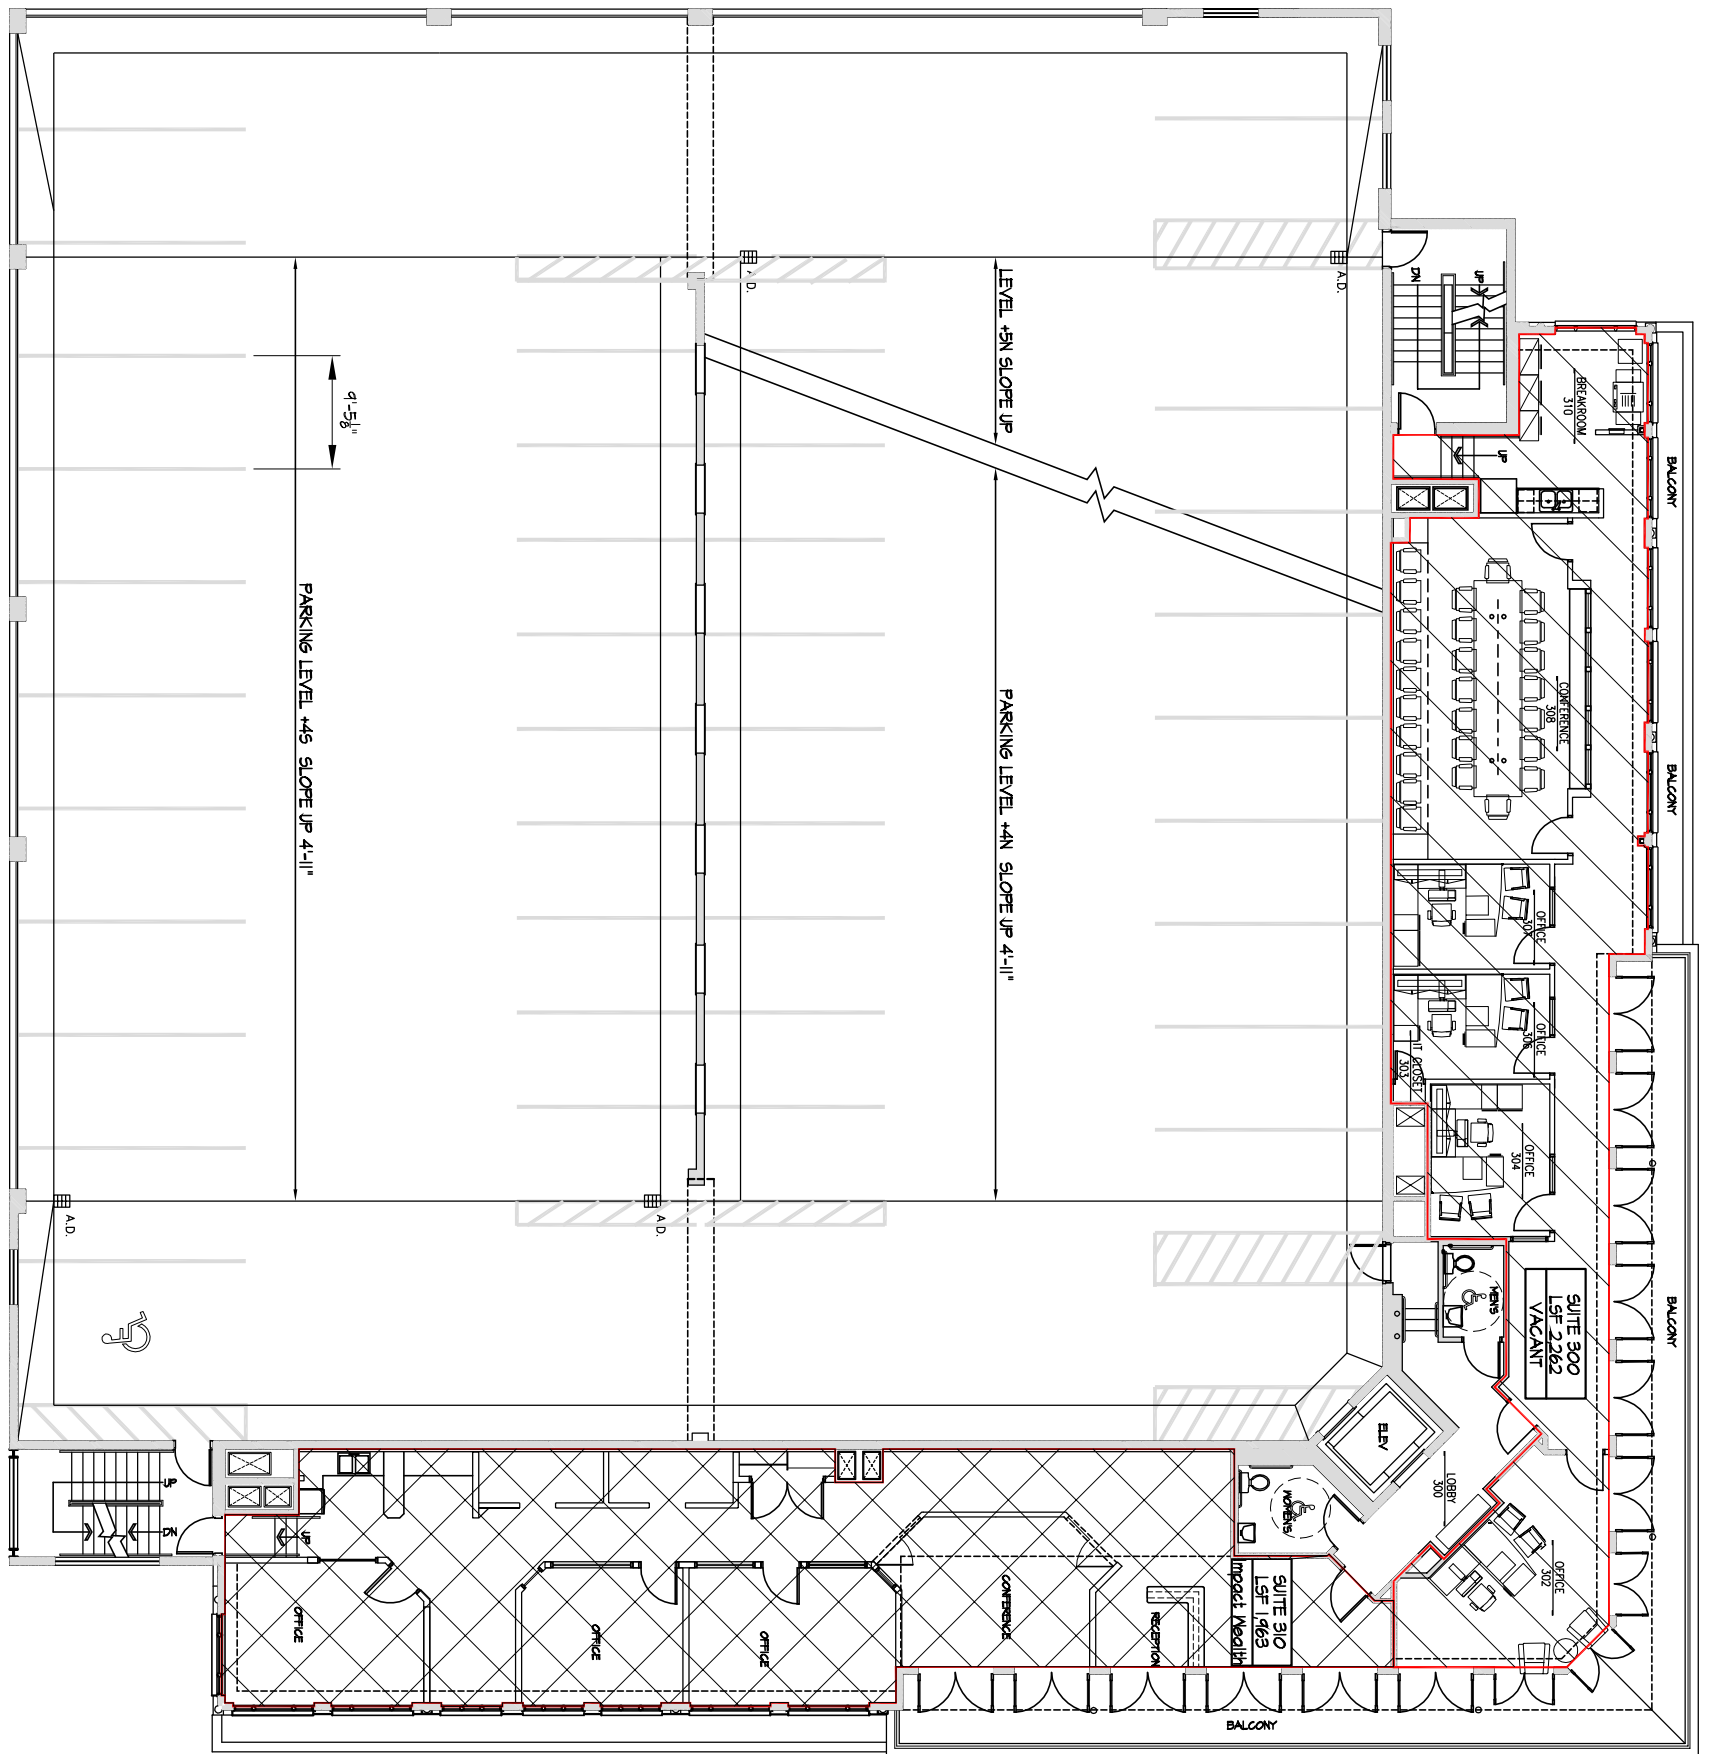 A.D.
A.D.
DN
UP
LEVEL +5N SLOPE UP
9'-5 1/8"
BREAKROOM
310
UP
BALCONY
PARKING LEVEL +4S SLOPE UP 4'-11"
PARKING LEVEL +4N SLOPE UP 4'-11"
CONFERENCE
308
BALCONY
OFFICE
307
OFFICE
306
IT CLOSET
303
OFFICE
304
A.D.
A.D.
MEN'S
SUITE 300
LSF 2,262
VACANT
BALCONY
ELEV
LOBBY
300
WOMEN'S
UP
DN
UP
OFFICE
302
OFFICE
OFFICE
OFFICE
CONFERENCE
RECEPTION
SUITE 310
LSF 1,963
mpact Wealth
BALCONY